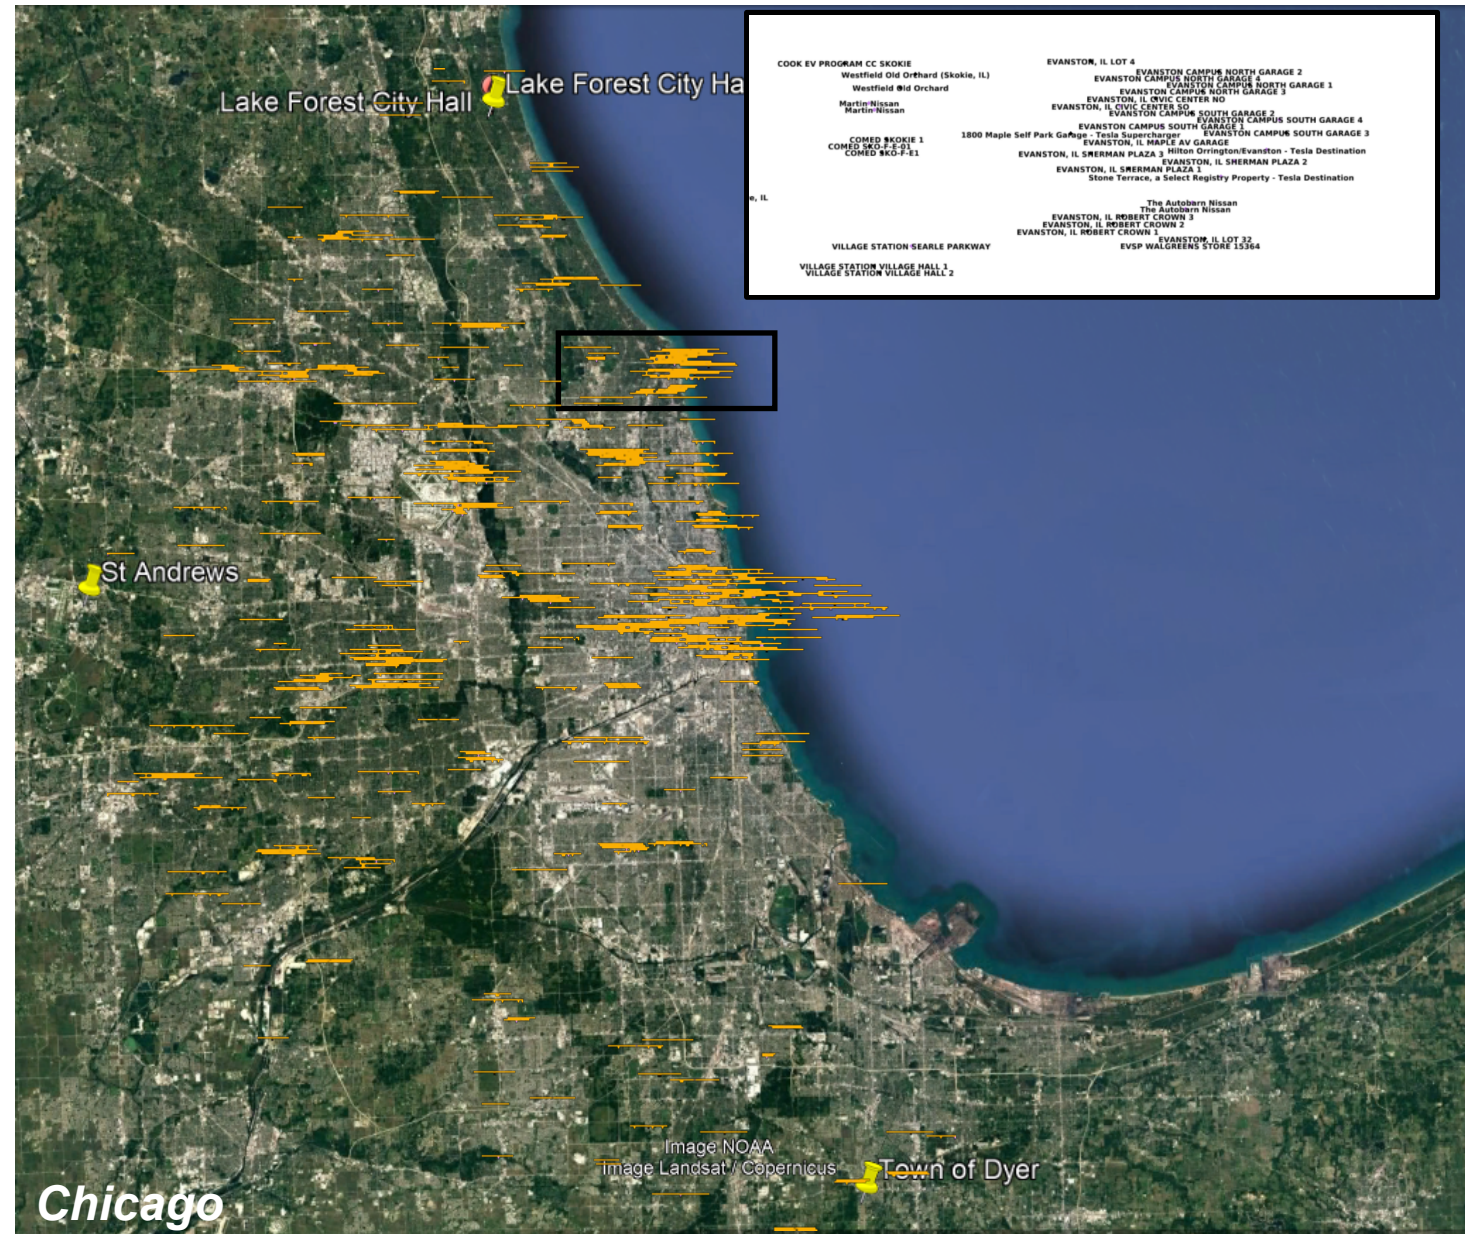 Lake Forest City Hall
Lake Forest City Ha
COOK EV PROGRAM CC SKOKIE
EVANSTON, IL LOT 4
Westfield Old Orchard (Skokie, IL)
EVANSTON CAMPUS NORTH GARAGE 2
EVANSTON CAMPUS NORTH GARAGE 4
Westfield Old Orchard
EVANSTON CAMPUS NORTH GARAGE 1
EVANSTON CAMPUS NORTH GARAGE 3
EVANSTON, IL CIVIC CENTER NO
Martin Nissan
Martin Nissan
EVANSTON, IL CIVIC CENTER SO
EVANSTON CAMPUS SOUTH GARAGE 2
EVANSTON CAMPUS SOUTH GARAGE 4
EVANSTON CAMPUS SOUTH GARAGE 1
1800 Maple Self Park Garage - Tesla Supercharger
EVANSTON CAMPUS SOUTH GARAGE 3
COMED SKOKIE 1
EVANSTON, IL MAPLE AV GARAGE
COMED SKO-F-E-01
COMED SKO-F-E1
EVANSTON, IL SHERMAN PLAZA 3
Hilton Orrington/Evanston - Tesla Destination
EVANSTON, IL SHERMAN PLAZA 2
EVANSTON, IL SHERMAN PLAZA 1
Stone Terrace, a Select Registry Property - Tesla Destination
e, IL
The Autobarn Nissan
The Autobarn Nissan
EVANSTON, IL ROBERT CROWN 3
EVANSTON, IL ROBERT CROWN 2
EVANSTON, IL ROBERT CROWN 1
EVANSTON, IL LOT 32
VILLAGE STATION SEARLE PARKWAY
EVSP WALGREENS STORE 15364
VILLAGE STATION VILLAGE HALL 1
VILLAGE STATION VILLAGE HALL 2
St Andrews
Image NOAA
Image Landsat / Copernicus
Town of Dyer
Chicago